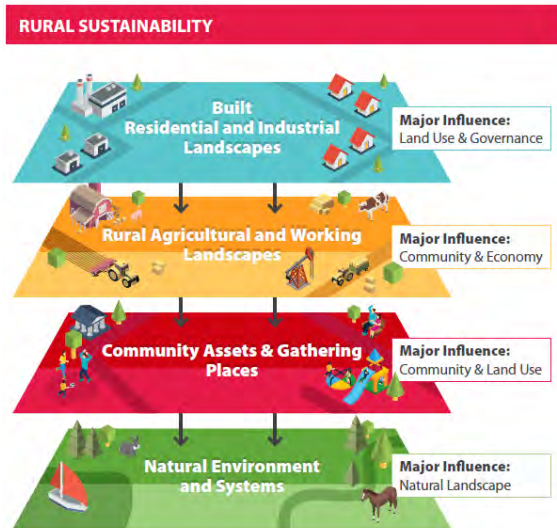 RURAL SUSTAINABILITY
Built
Residential and Industrial
Landscapes
Major Influence:
Land Use & Governance
Rural Agricultural and Working
Landscapes
Major Influence:
Community & Economy
Community Assets & Gathering
Places
Major Influence:
Community & Land Use
Natural Environment
and Systems
Major Influence:
Natural Landscape